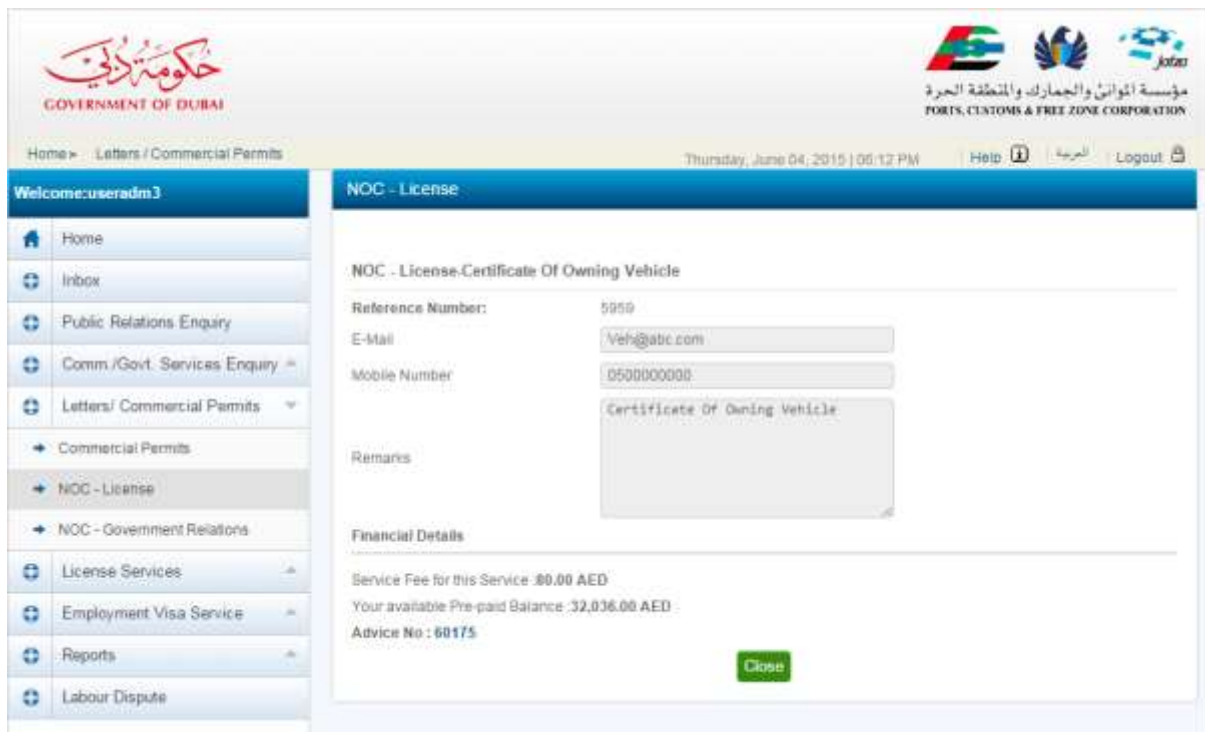 حكومة دبي
GOVERNMENT OF DUBAI
jafza
مؤسسة الموانئ والجمارك والمنطقة الحرة
PORTS, CUSTOMS & FREE ZONE CORPORATION
Home> Letters / Commercial Permits
Thursday, June 04, 2015 | 06:12 PM
Help العربية Logout
Welcome:useradm3
Home
Inbox
Public Relations Enquiry
Comm./Govt. Services Enquiry
Letters/ Commercial Permits
Commercial Permits
NOC - License
NOC - Government Relations
License Services
Employment Visa Service
Reports
Labour Dispute
NOC - License
NOC - License-Certificate Of Owning Vehicle
Reference Number: 5959
E-Mail Veh@abc.com
Mobile Number 0500000000
Remarks Certificate Of Owning Vehicle
Financial Details
Service Fee for this Service :80.00 AED
Your available Pre-paid Balance :32,036.00 AED
Advice No : 60175
Close